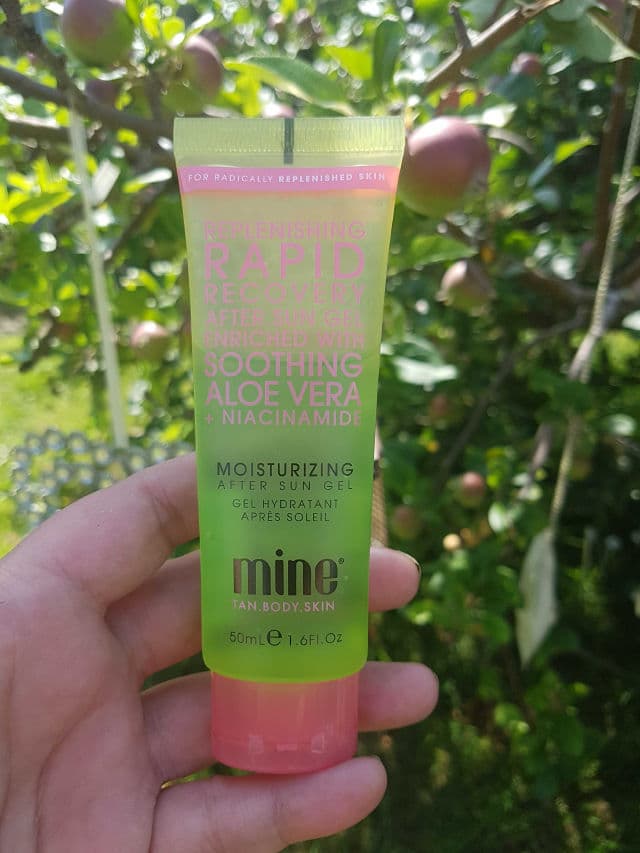 FOR RADICALLY REPLENISHED SKIN
REPLENISHING
RAPID
RECOVERY
AFTER SUN GEL
ENRICHED WITH
SOOTHING
ALOE VERA
+ NIACINAMIDE
MOISTURIZING
AFTER SUN GEL
GEL HYDRATANT
APRÈS SOLEIL
mine®
TAN.BODY.SKIN
50mL℮1.6Fl.Oz